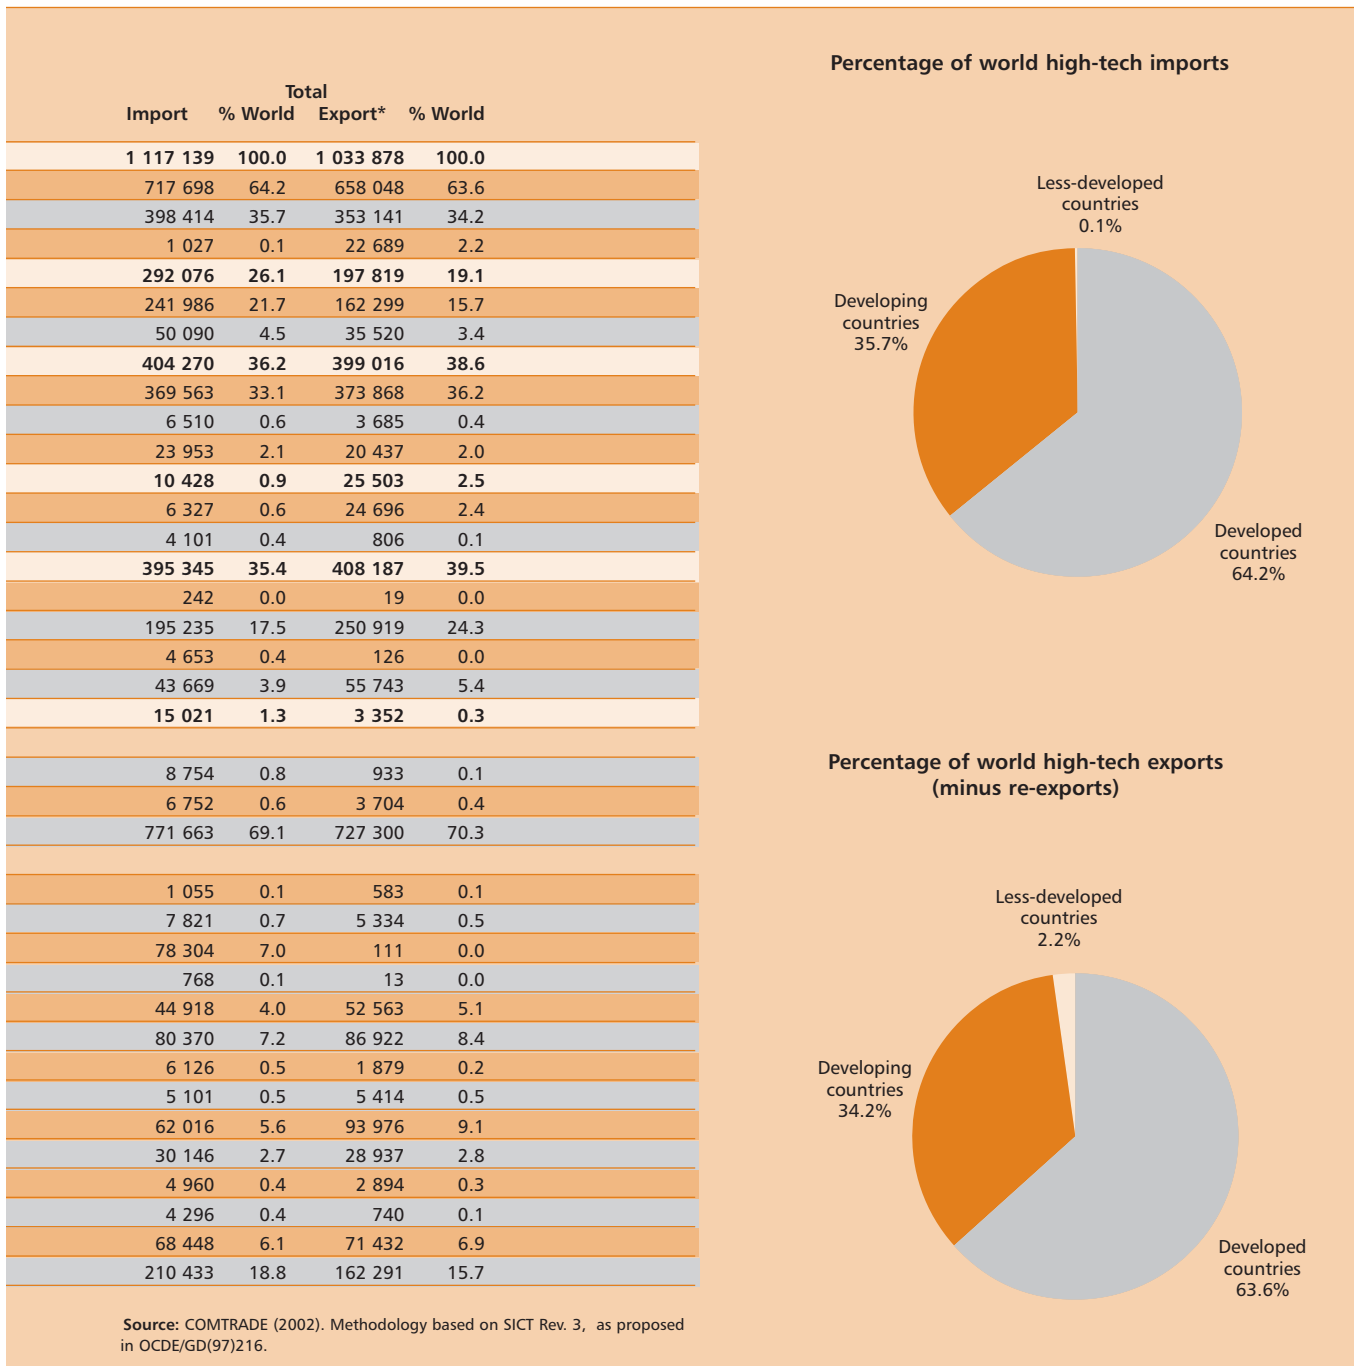 Total
Import % World Export* % World
1 117 139 100.0 1 033 878 100.0
717 698 64.2 658 048 63.6
398 414 35.7 353 141 34.2
1 027 0.1 22 689 2.2
292 076 26.1 197 819 19.1
241 986 21.7 162 299 15.7
50 090 4.5 35 520 3.4
404 270 36.2 399 016 38.6
369 563 33.1 373 868 36.2
6 510 0.6 3 685 0.4
23 953 2.1 20 437 2.0
10 428 0.9 25 503 2.5
6 327 0.6 24 696 2.4
4 101 0.4 806 0.1
395 345 35.4 408 187 39.5
242 0.0 19 0.0
195 235 17.5 250 919 24.3
4 653 0.4 126 0.0
43 669 3.9 55 743 5.4
15 021 1.3 3 352 0.3
8 754 0.8 933 0.1
6 752 0.6 3 704 0.4
771 663 69.1 727 300 70.3
1 055 0.1 583 0.1
7 821 0.7 5 334 0.5
78 304 7.0 111 0.0
768 0.1 13 0.0
44 918 4.0 52 563 5.1
80 370 7.2 86 922 8.4
6 126 0.5 1 879 0.2
5 101 0.5 5 414 0.5
62 016 5.6 93 976 9.1
30 146 2.7 28 937 2.8
4 960 0.4 2 894 0.3
4 296 0.4 740 0.1
68 448 6.1 71 432 6.9
210 433 18.8 162 291 15.7
Source: COMTRADE (2002). Methodology based on SICT Rev. 3, as proposed
in OCDE/GD(97)216.
Percentage of world high-tech imports
Less-developed
countries
0.1%
Developing
countries
35.7%
Developed
countries
64.2%
Percentage of world high-tech exports
(minus re-exports)
Less-developed
countries
2.2%
Developing
countries
34.2%
Developed
countries
63.6%